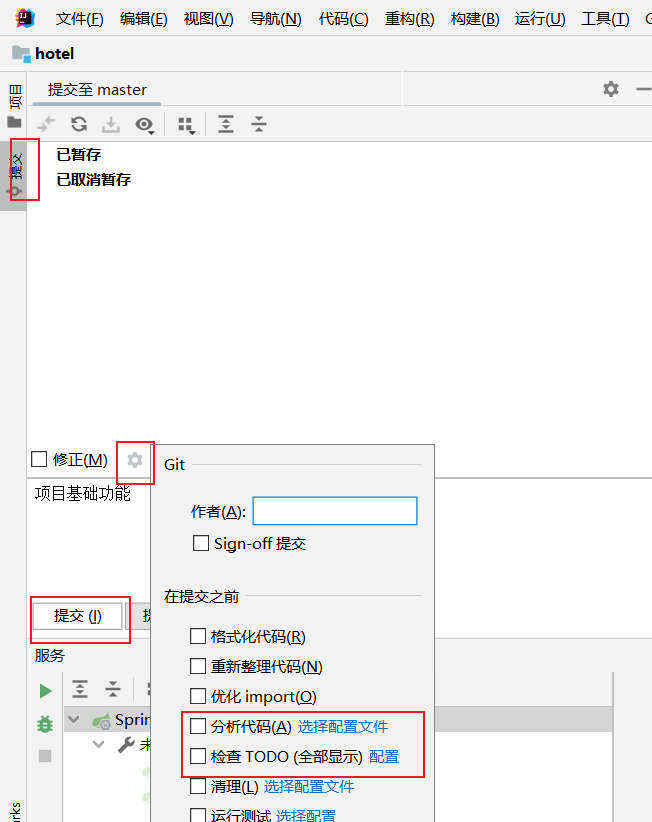 文件(F) 编辑(E) 视图(V) 导航(N) 代码(C) 重构(R) 构建(B) 运行(U) 工具(T) G
hotel
项目
提交至 master
提交
已暂存
已取消暂存
修正(M)
Git
项目基础功能
作者(A):
Sign-off 提交
在提交之前
提交 (I)
格式化代码(R)
服务
重新整理代码(N)
优化 import(O)
Sprin
分析代码(A) 选择配置文件
检查 TODO (全部显示) 配置
清理(L) 选择配置文件
运行测试 选择配置